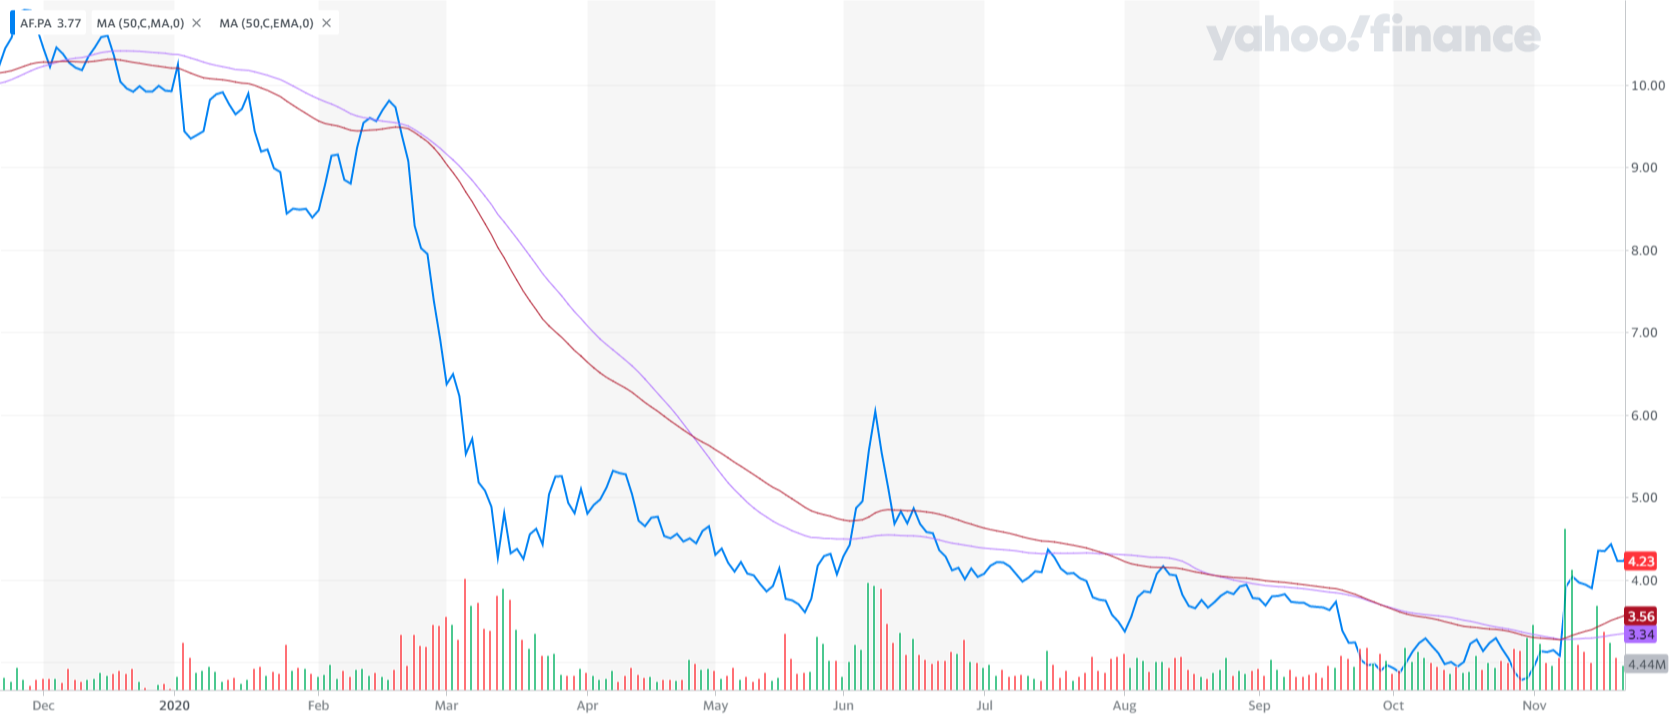 AF.PA 3.77 MA (50,C,MA,0) × MA (50,C,EMA,0) ×
yahoo!finance
10.00
9.00
8.00
7.00
6.00
5.00
4.23
4.00
3.56
3.34
4.44M
Dec 2020 Feb Mar Apr May Jun Jul Aug Sep Oct Nov